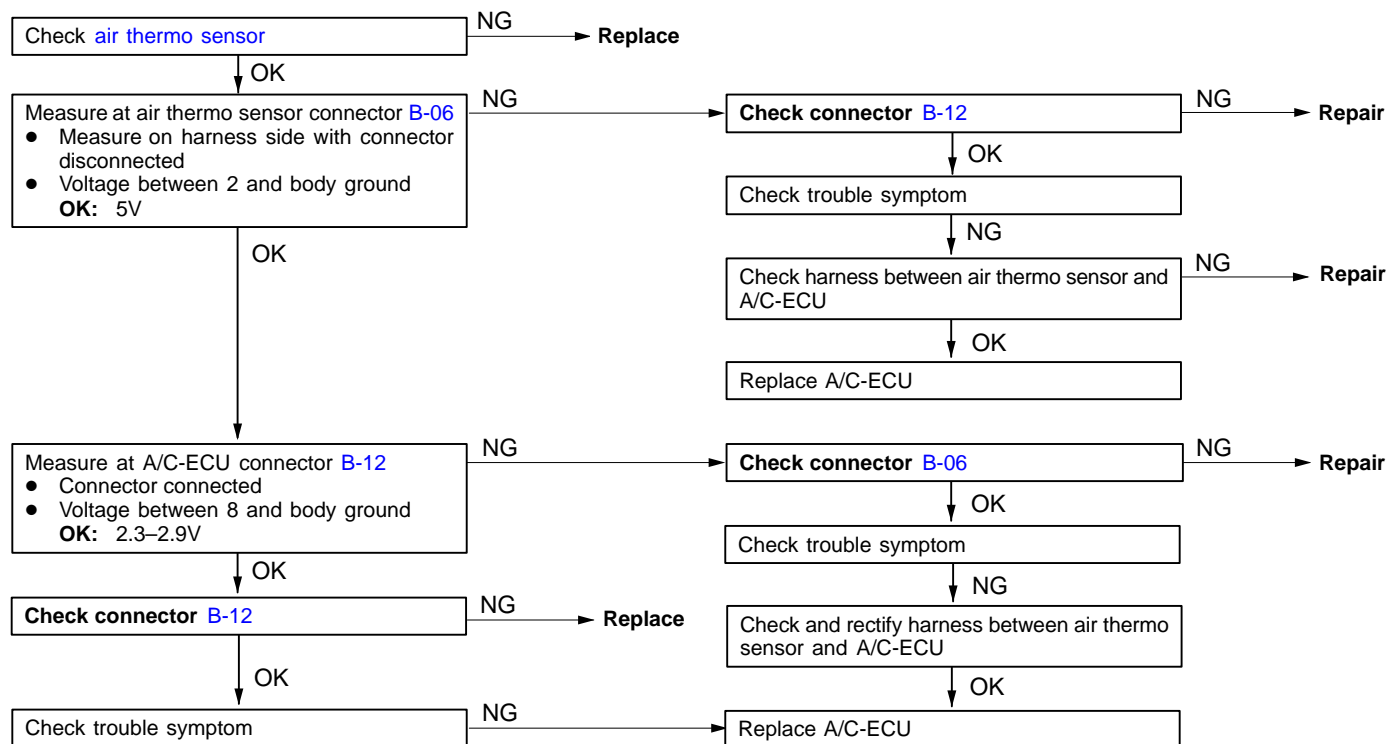 Check air thermo sensor
NG
Replace
OK
Measure at air thermo sensor connector B-06
● Measure on harness side with connector
disconnected
● Voltage between 2 and body ground
OK: 5V
NG
Check connector B-12
NG
Repair
OK
Check trouble symptom
NG
Check harness between air thermo sensor and
A/C-ECU
NG
Repair
OK
Replace A/C-ECU
OK
Measure at A/C-ECU connector B-12
● Connector connected
● Voltage between 8 and body ground
OK: 2.3–2.9V
NG
Check connector B-06
NG
Repair
OK
Check trouble symptom
NG
Check and rectify harness between air thermo
sensor and A/C-ECU
OK
OK
Check connector B-12
NG
Replace
OK
Check trouble symptom
NG
Replace A/C-ECU